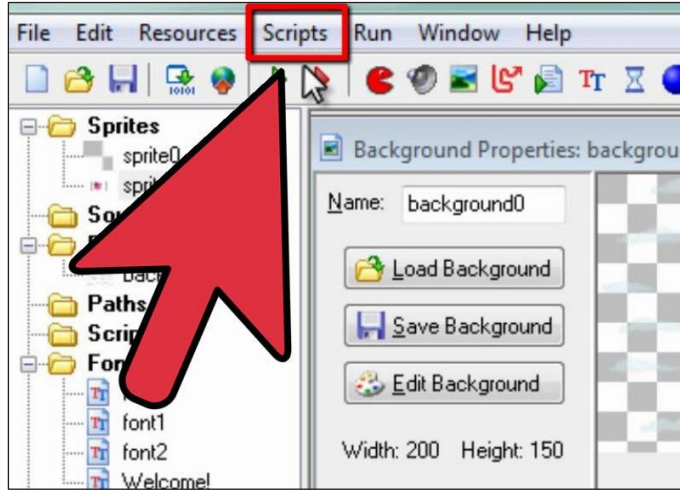 File Edit Resources Scripts Run Window Help
Sprites
sprite0
Background Properties:
Name: background0
Load Background
Save Background
Edit Background
Width: 200 Height: 150
Paths
font1
font2
Welcome!